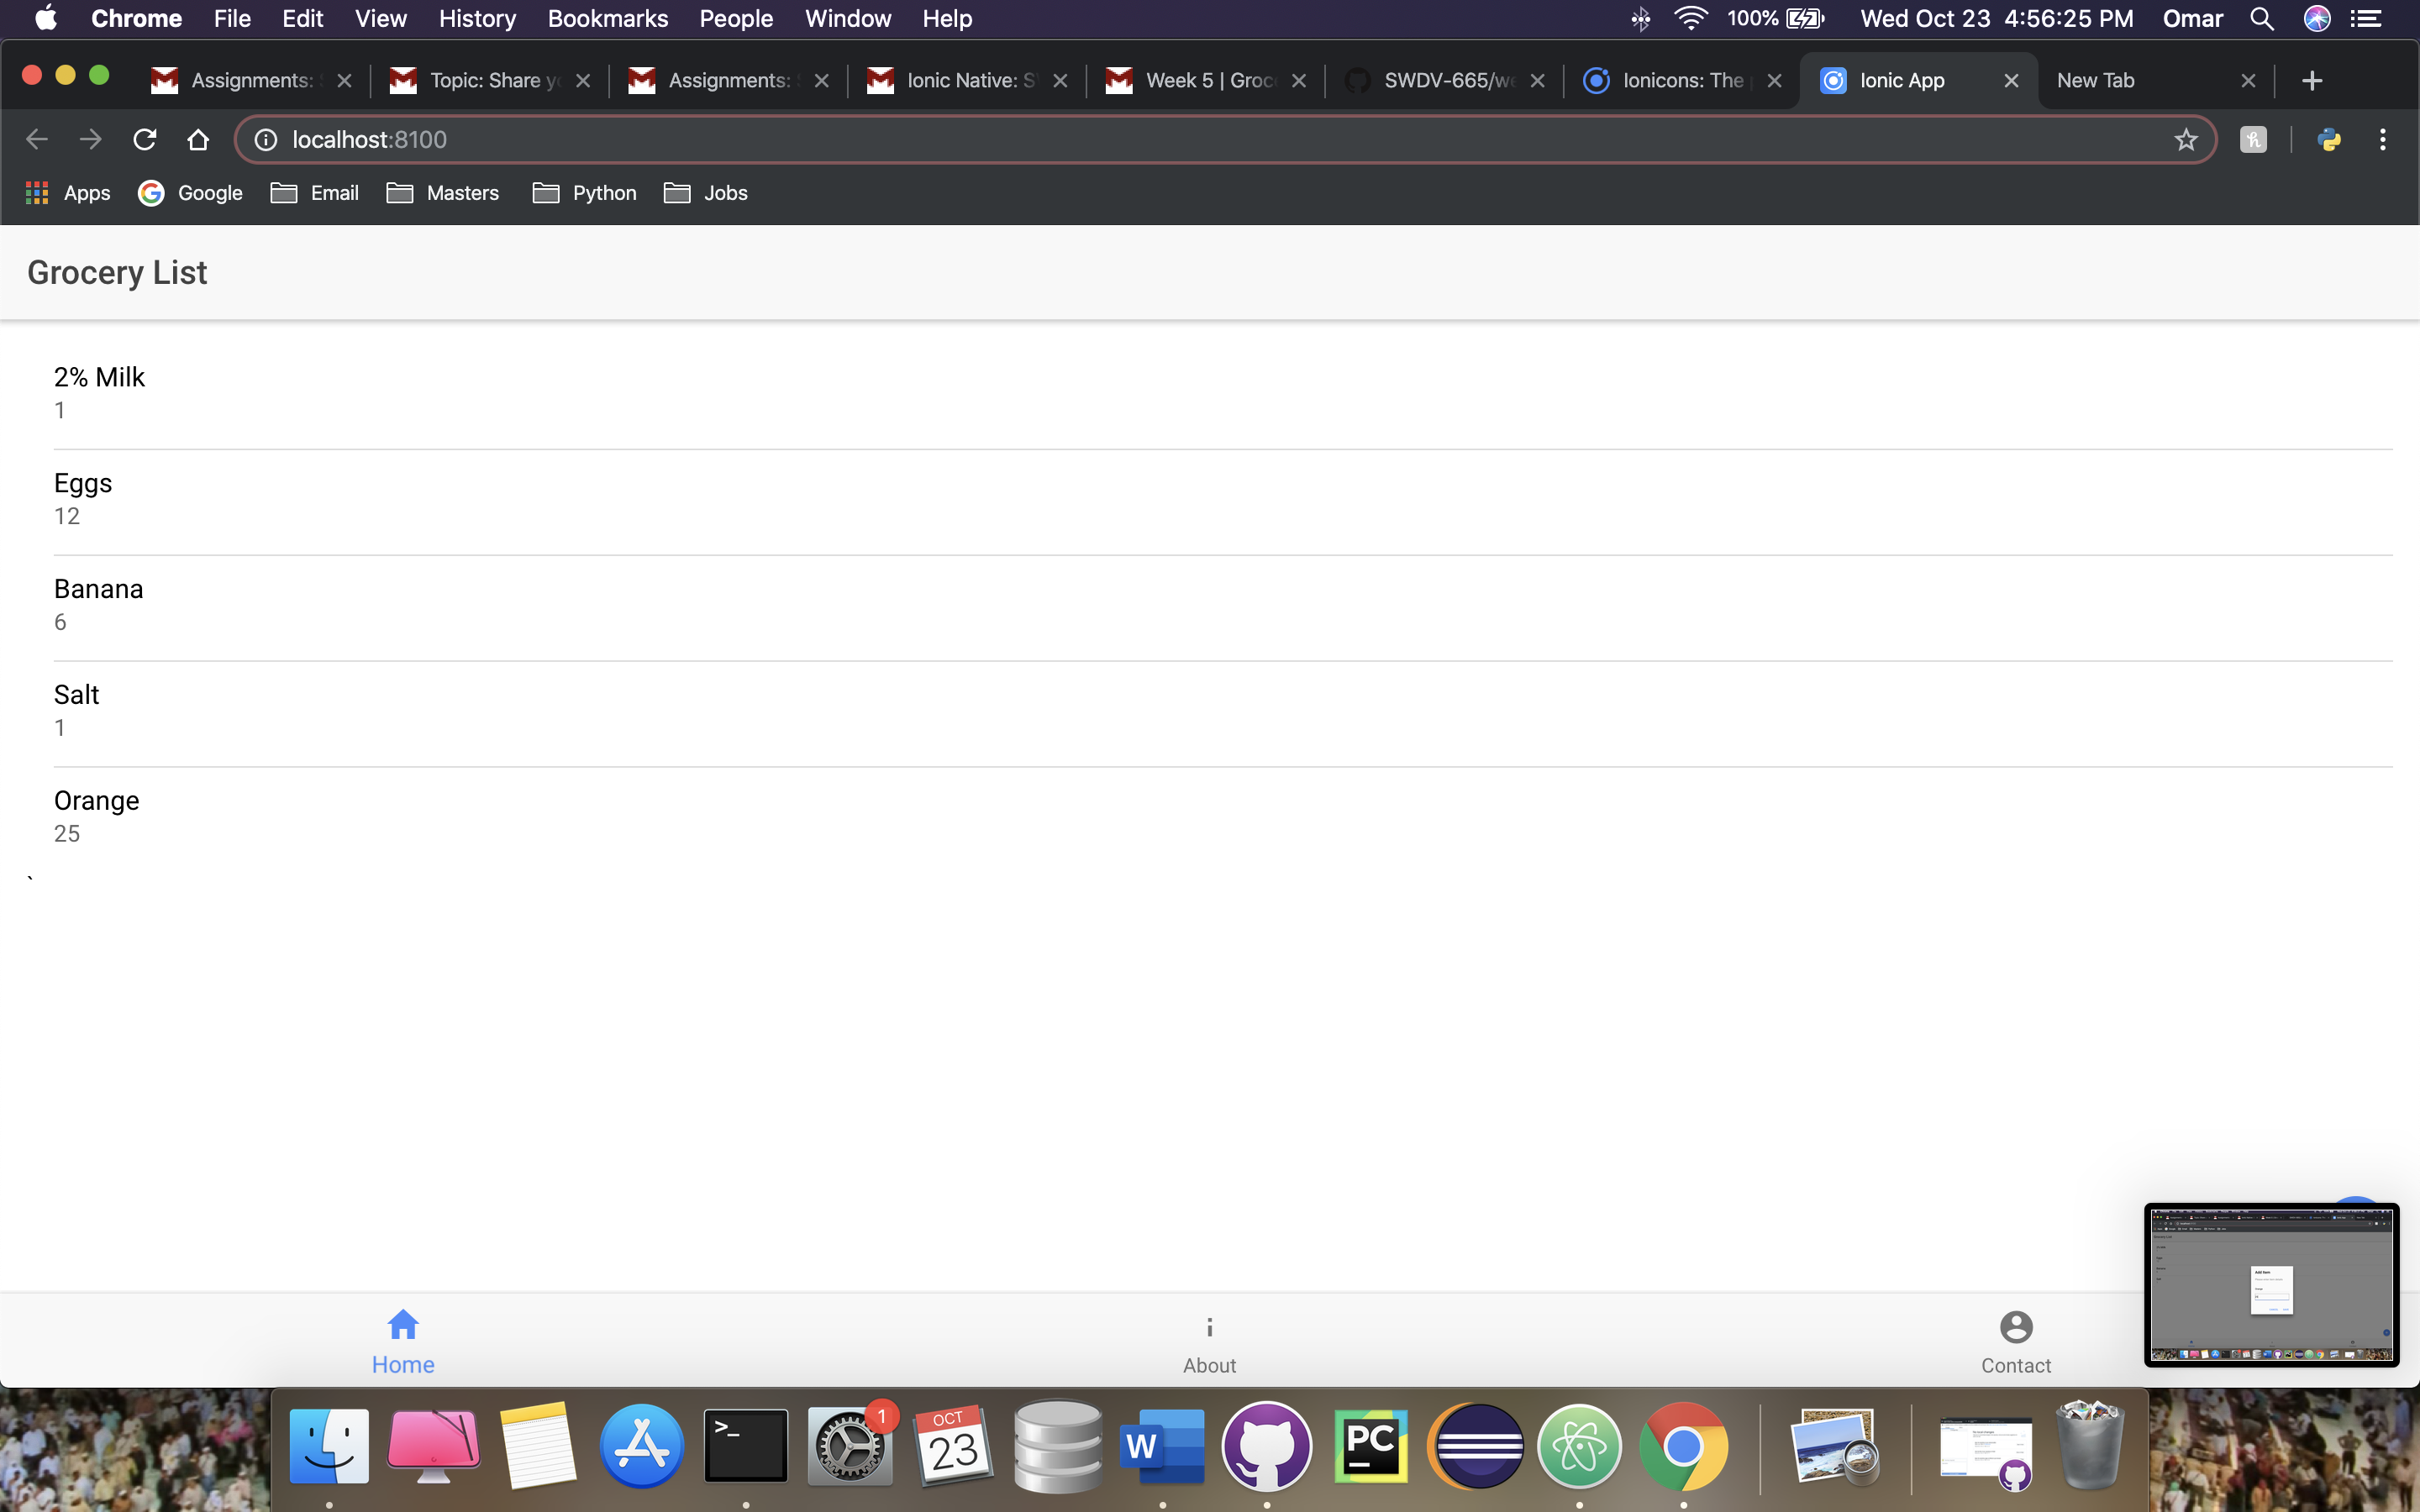 Chrome File Edit View History Bookmarks People Window Help 100% Wed Oct 23 4:56:25 PM Omar
Assignments: Topic: Share Assignments: Ionic Native: Week 5 | Groc SWDV-665/we Ionicons: The Ionic App New Tab
localhost:8100
Apps Google Email Masters Python Jobs
Grocery List
2% Milk
1
Eggs
12
Banana
6
Salt
1
Orange
25
`
Home About Contact
1
OCT
23
W
PC
>_